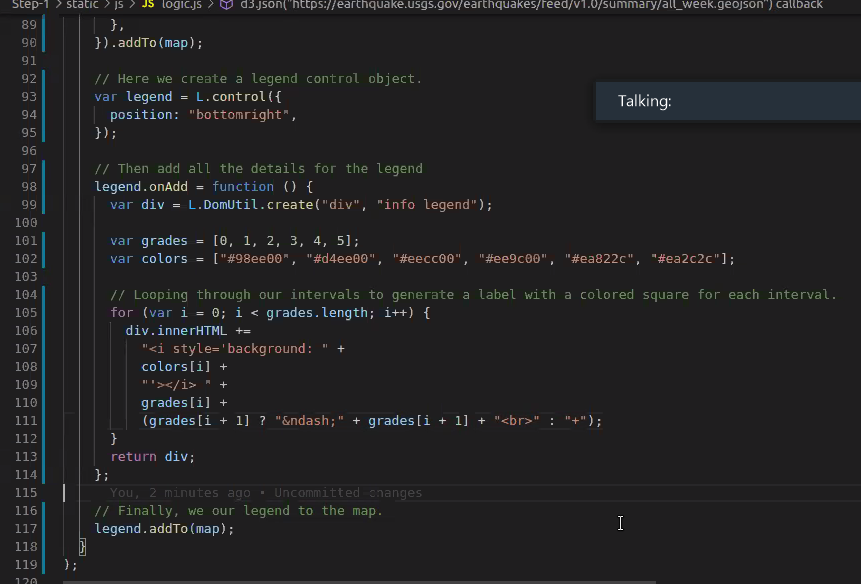 Step-1 > static > js > JS logic.js > d3.json("https://earthquake.usgs.gov/earthquakes/feed/v1.0/summary/all_week.geojson") callback
89 },
90 }).addTo(map);
91
92 // Here we create a legend control object.
93 var legend = L.control({
94 position: "bottomright",
95 });
Talking:
96
97 // Then add all the details for the legend
98 legend.onAdd = function () {
99 var div = L.DomUtil.create("div", "info legend");
100
101 var grades = [0, 1, 2, 3, 4, 5];
102 var colors = ["#98ee00", "#d4ee00", "#eecc00", "#ee9c00", "#ea822c", "#ea2c2c"];
103
104 // Looping through our intervals to generate a label with a colored square for each interval.
105 for (var i = 0; i < grades.length; i++) {
106 div.innerHTML +=
107 "<i style='background: " +
108 colors[i] +
109 "'></i> " +
110 grades[i] +
111 (grades[i + 1] ? "&ndash;" + grades[i + 1] + "<br>" : "+");
112 }
113 return div;
114 };
115 You, 2 minutes ago • Uncommitted changes
116 // Finally, we our legend to the map.
117 legend.addTo(map);
118 }
119 );
120